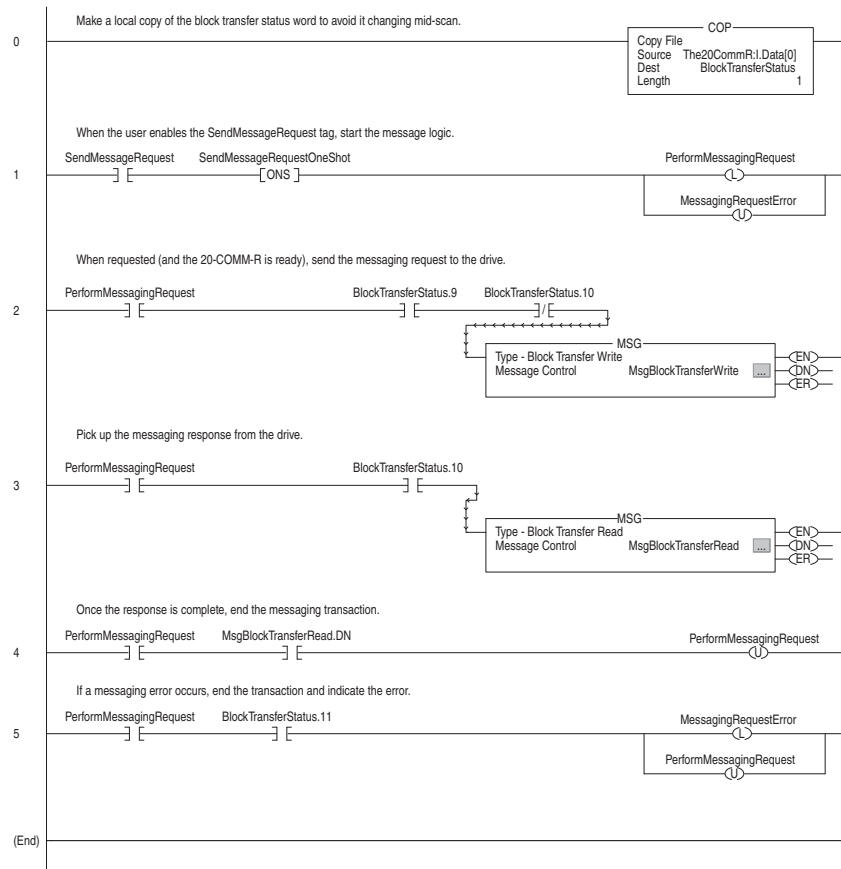 Make a local copy of the block transfer status word to avoid it changing mid-scan.
0
COP
Copy File
Source The20CommR:I.Data[0]
Dest BlockTransferStatus
Length 1
When the user enables the SendMessageRequest tag, start the message logic.
SendMessageRequest SendMessageRequestOneShot PerformMessagingRequest
1
ONS
L
MessagingRequestError
U
When requested (and the 20-COMM-R is ready), send the messaging request to the drive.
PerformMessagingRequest BlockTransferStatus.9 BlockTransferStatus.10
2
/
MSG
Type - Block Transfer Write
Message Control MsgBlockTransferWrite ...
EN
DN
ER
Pick up the messaging response from the drive.
PerformMessagingRequest BlockTransferStatus.10
3
MSG
Type - Block Transfer Read
Message Control MsgBlockTransferRead ...
EN
DN
ER
Once the response is complete, end the messaging transaction.
PerformMessagingRequest MsgBlockTransferRead.DN PerformMessagingRequest
4
U
If a messaging error occurs, end the transaction and indicate the error.
PerformMessagingRequest BlockTransferStatus.11 MessagingRequestError
5
L
PerformMessagingRequest
U
(End)